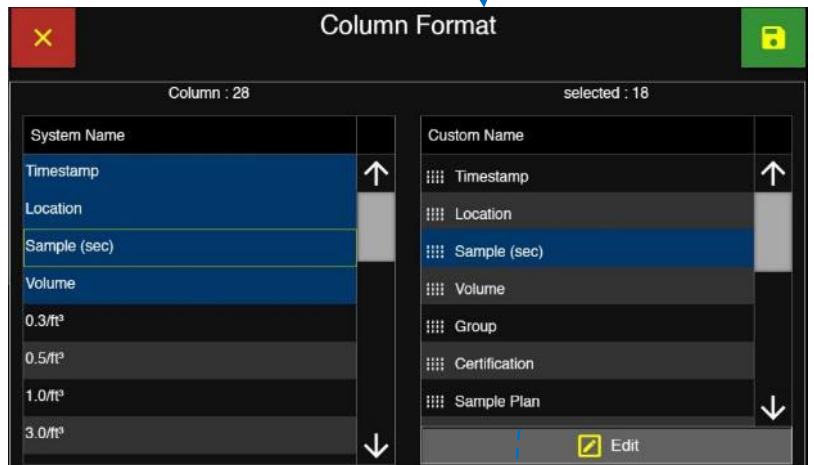 Column Format
Column : 28
selected : 18
System Name
Timestamp
Location
Sample (sec)
Volume
0.3/ft³
0.5/ft³
1.0/ft³
3.0/ft³
Custom Name
Timestamp
Location
Sample (sec)
Volume
Group
Certification
Sample Plan
Edit